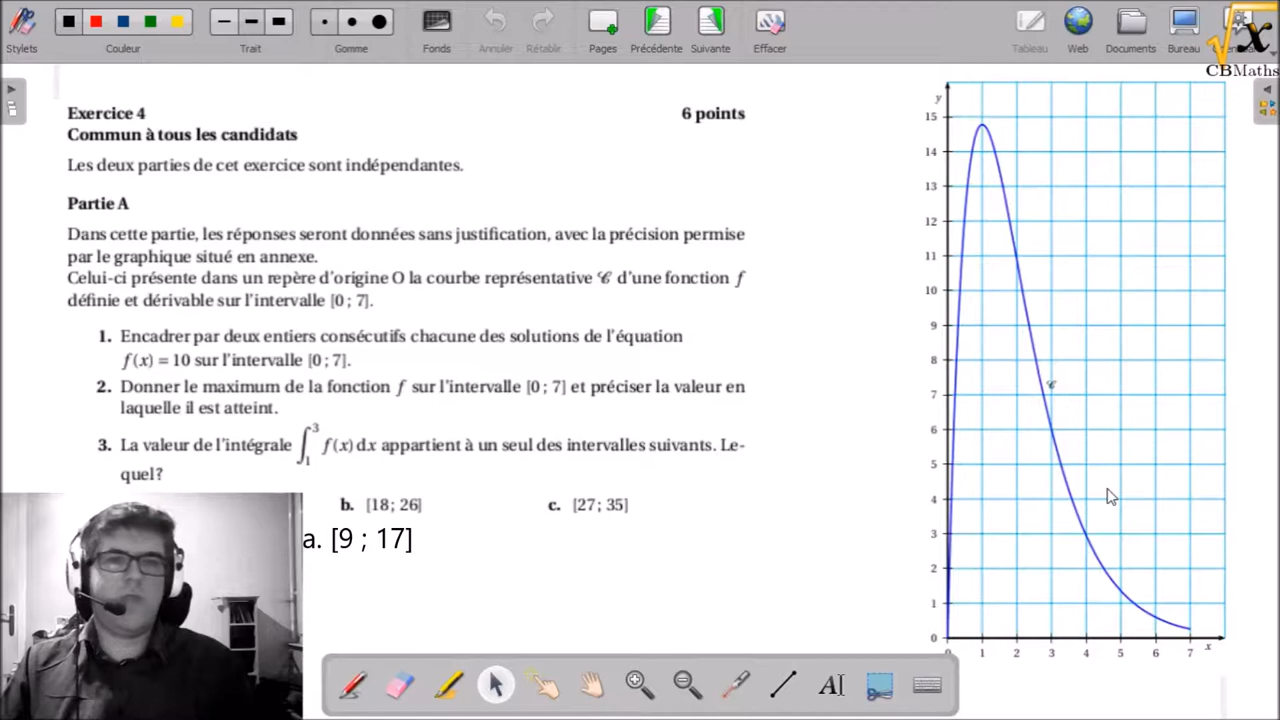 Stylets Couleur Trait Gomme Fonds Annuler Rétablir Pages Précédente Suivante Effacer Tableau Web Documents Bureau
CBMaths
Exercice 4 6 points
Commun à tous les candidats
Les deux parties de cet exercice sont indépendantes.
Partie A
Dans cette partie, les réponses seront données sans justification, avec la précision permise
par le graphique situé en annexe.
Celui-ci présente dans un repère d'origine O la courbe représentative 𝒞 d'une fonction f
définie et dérivable sur l'intervalle [0 ; 7].
1. Encadrer par deux entiers consécutifs chacune des solutions de l'équation
f(x) = 10 sur l'intervalle [0 ; 7].
2. Donner le maximum de la fonction f sur l'intervalle [0 ; 7] et préciser la valeur en
laquelle il est atteint.
3. La valeur de l'intégrale ∫₁³ f(x) dx appartient à un seul des intervalles suivants. Le-
quel?
b. [18 ; 26] c. [27 ; 35]
a. [9 ; 17]
y
15
14
13
12
11
10
9
8
7
6
5
4
3
2
1
0
𝒞
0 1 2 3 4 5 6 7 x
AI